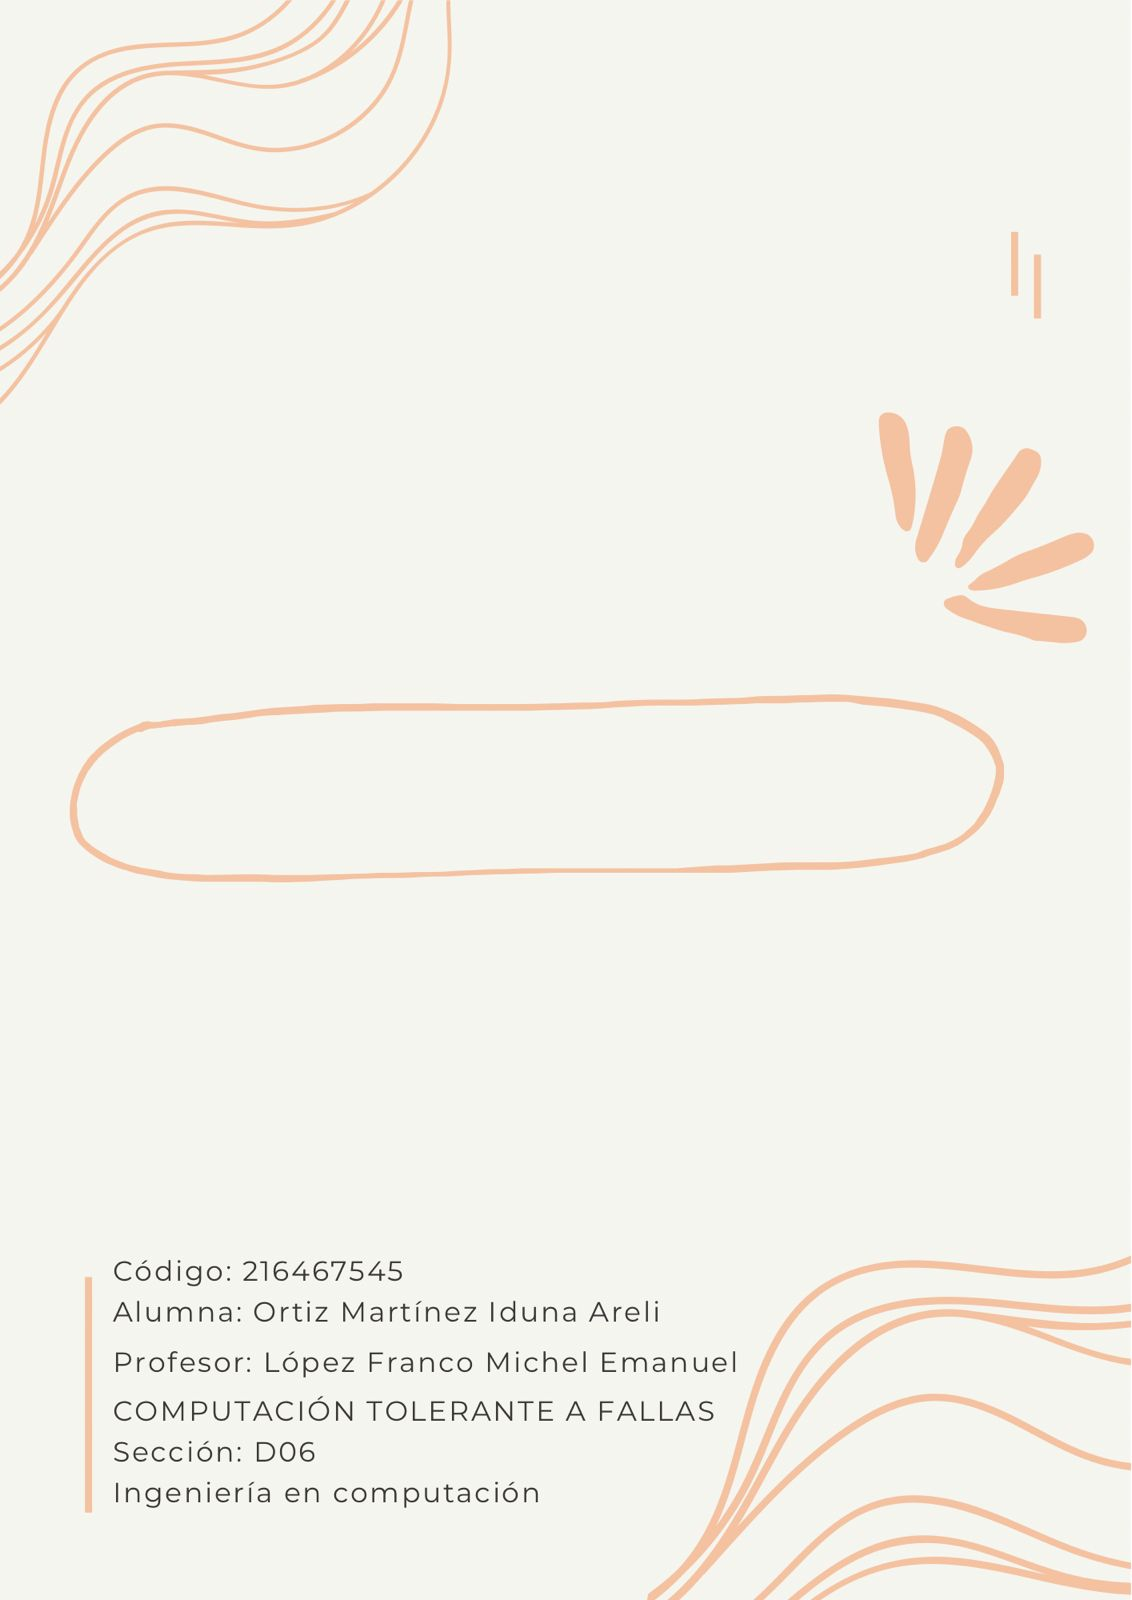 Código: 216467545
Alumna: Ortiz Martínez Iduna Areli
Profesor: López Franco Michel Emanuel
COMPUTACIÓN TOLERANTE A FALLAS
Sección: D06
Ingeniería en computación